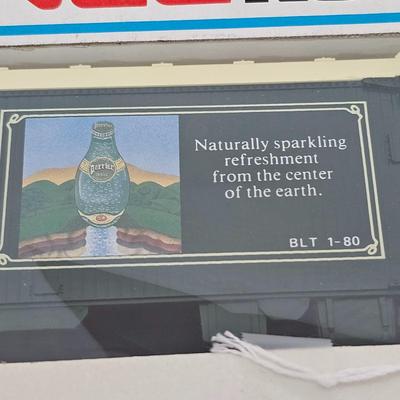 Perrier
Naturally sparkling
refreshment
from the center
of the earth.
BLT 1-80